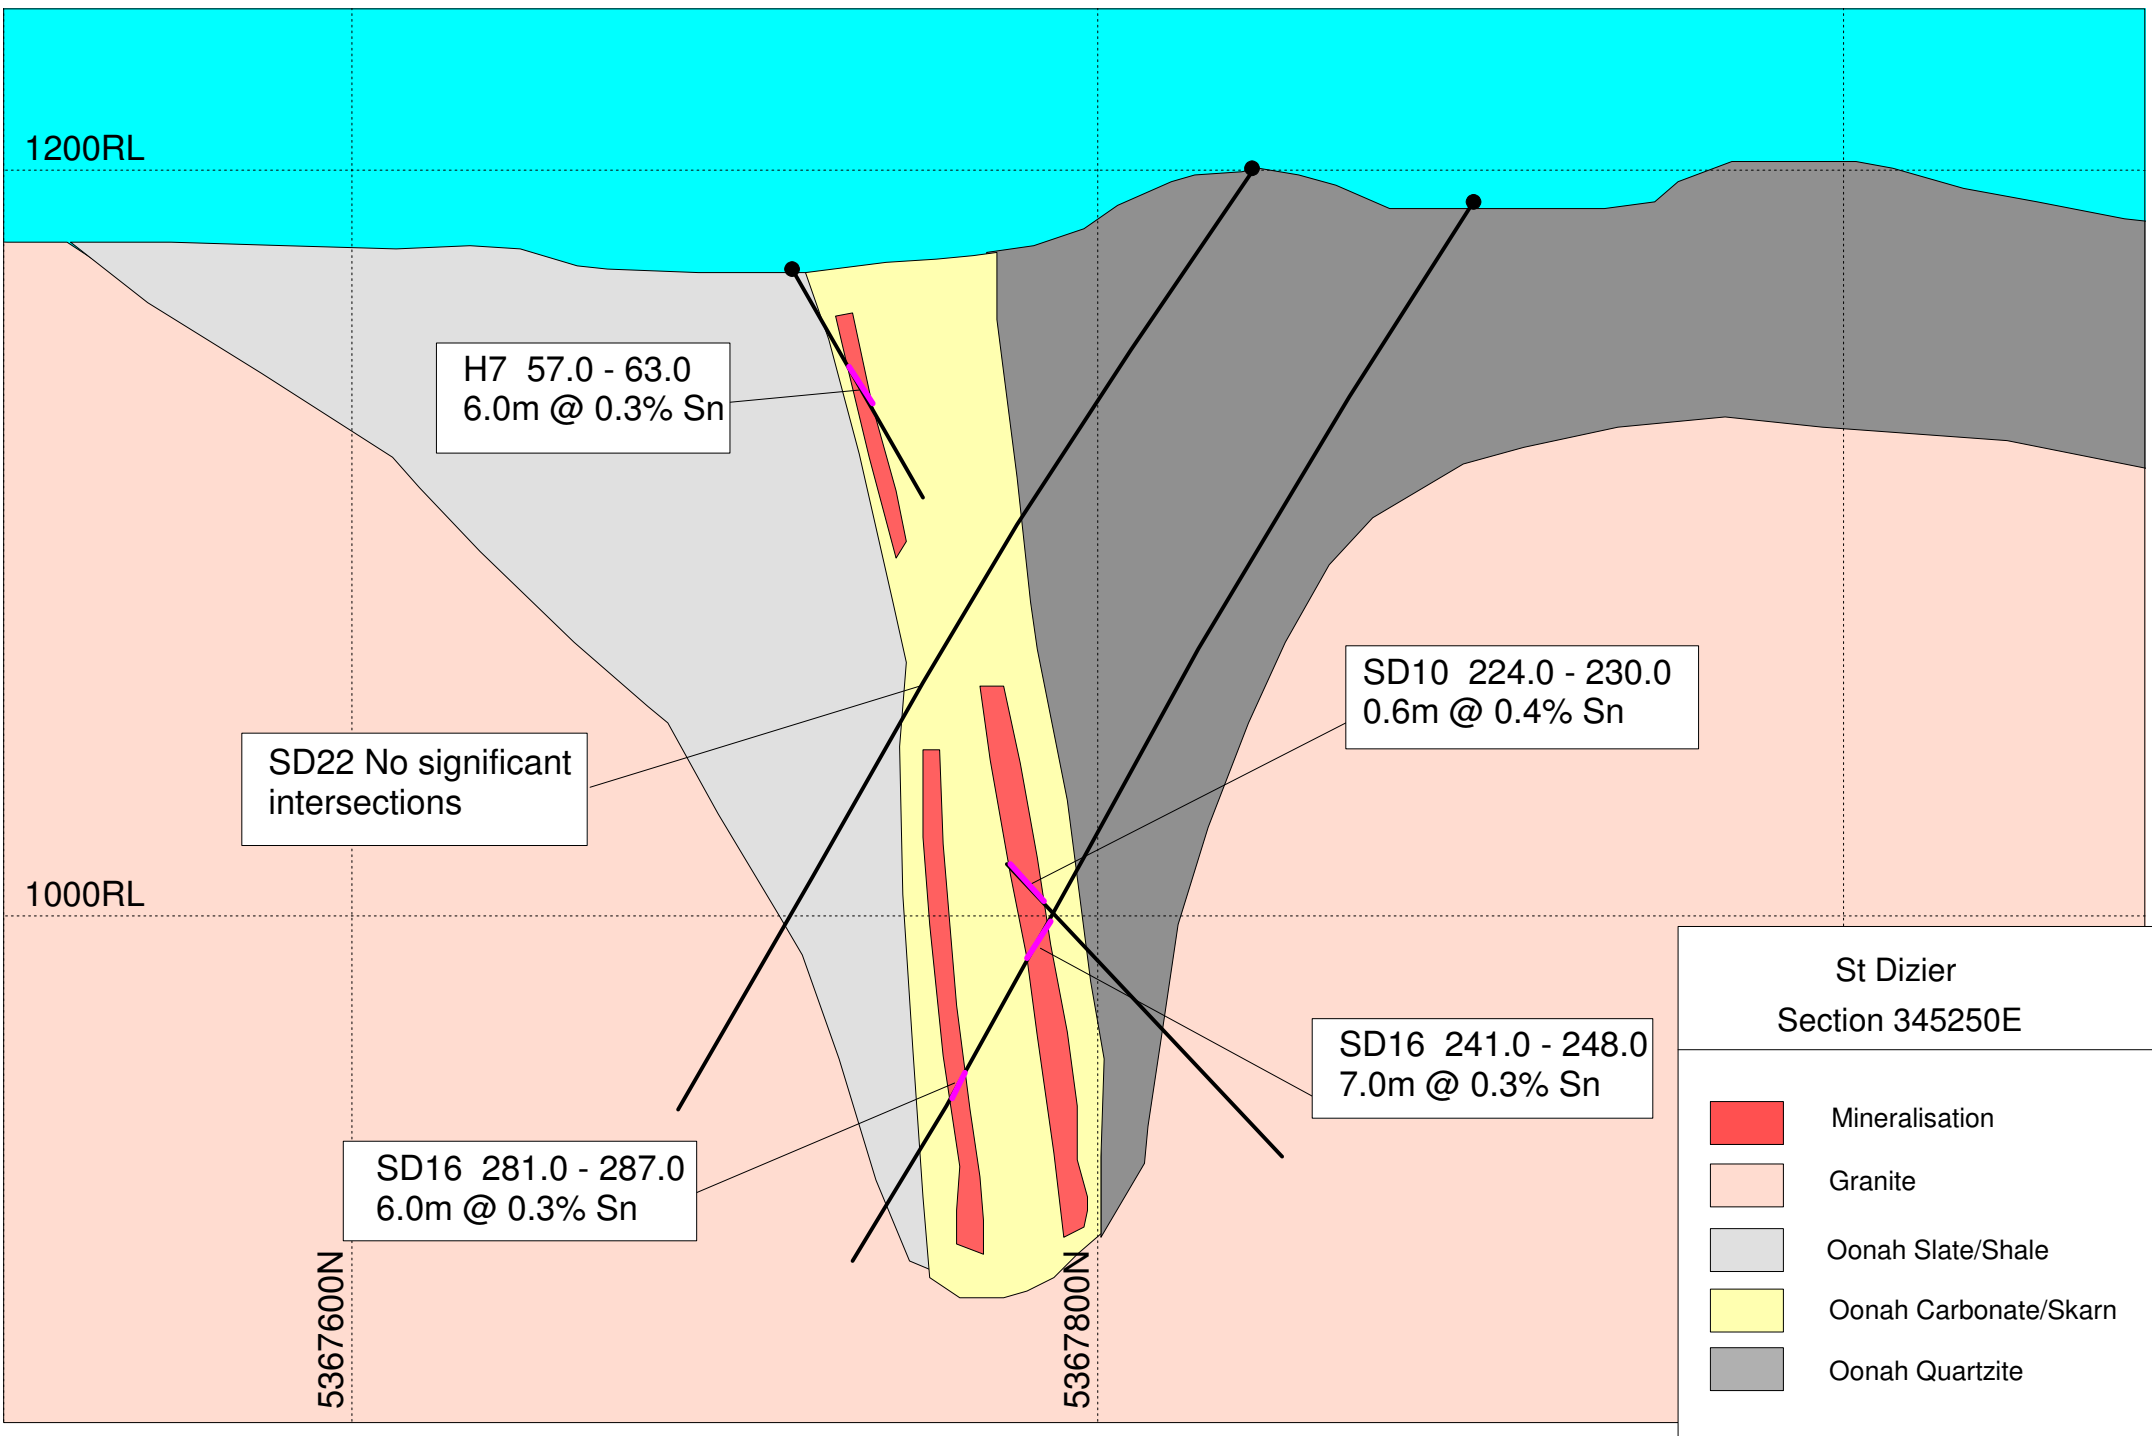 1200RL
H7 57.0 - 63.0
6.0m @ 0.3% Sn
SD10 224.0 - 230.0
0.6m @ 0.4% Sn
SD22 No significant
intersections
1000RL
St Dizier
Section 345250E
SD16 241.0 - 248.0
7.0m @ 0.3% Sn
SD16 281.0 - 287.0
6.0m @ 0.3% Sn
Mineralisation
Granite
Oonah Slate/Shale
Oonah Carbonate/Skarn
Oonah Quartzite
5367600N
5367800N